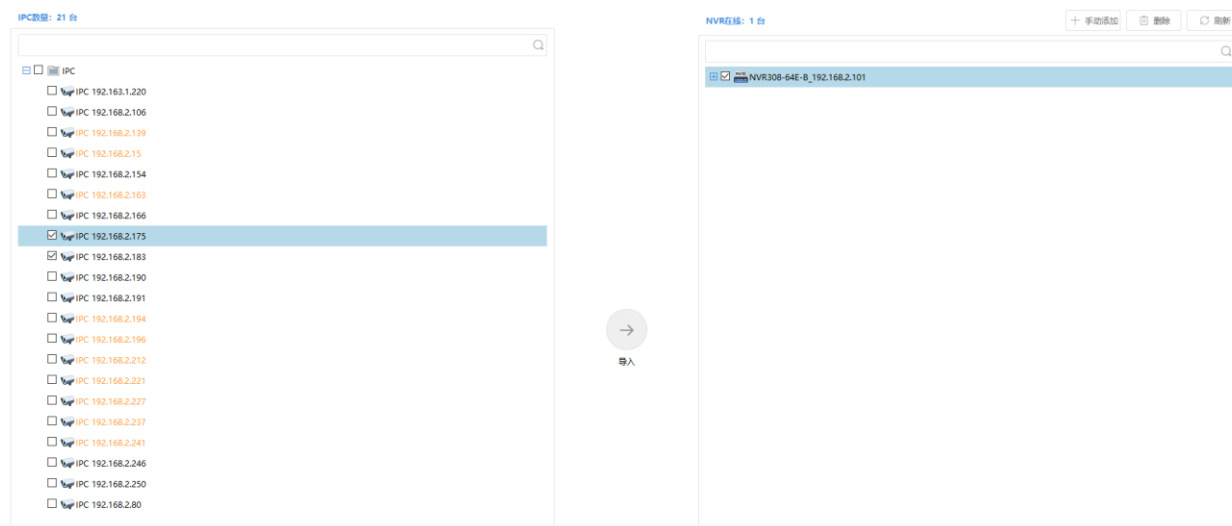 IPC数量：21 台
IPC
IPC 192.163.1.220
IPC 192.168.2.106
IPC 192.168.2.139
IPC 192.168.2.15
IPC 192.168.2.154
IPC 192.168.2.163
IPC 192.168.2.166
IPC 192.168.2.175
IPC 192.168.2.183
IPC 192.168.2.190
IPC 192.168.2.191
IPC 192.168.2.194
IPC 192.168.2.196
IPC 192.168.2.212
IPC 192.168.2.221
IPC 192.168.2.227
IPC 192.168.2.237
IPC 192.168.2.241
IPC 192.168.2.246
IPC 192.168.2.250
IPC 192.168.2.80
导入
NVR在线：1 台
手动添加 删除 刷新
NVR308-64E-B_192.168.2.101